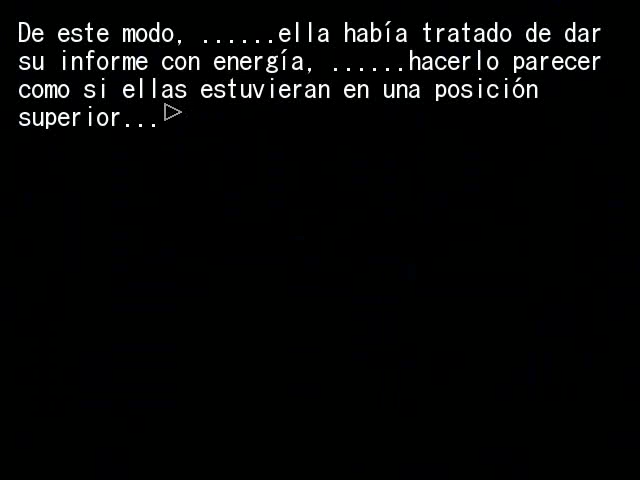 De este modo, ......ella había tratado de dar
su informe con energía, ......hacerlo parecer
como si ellas estuvieran en una posición
superior...